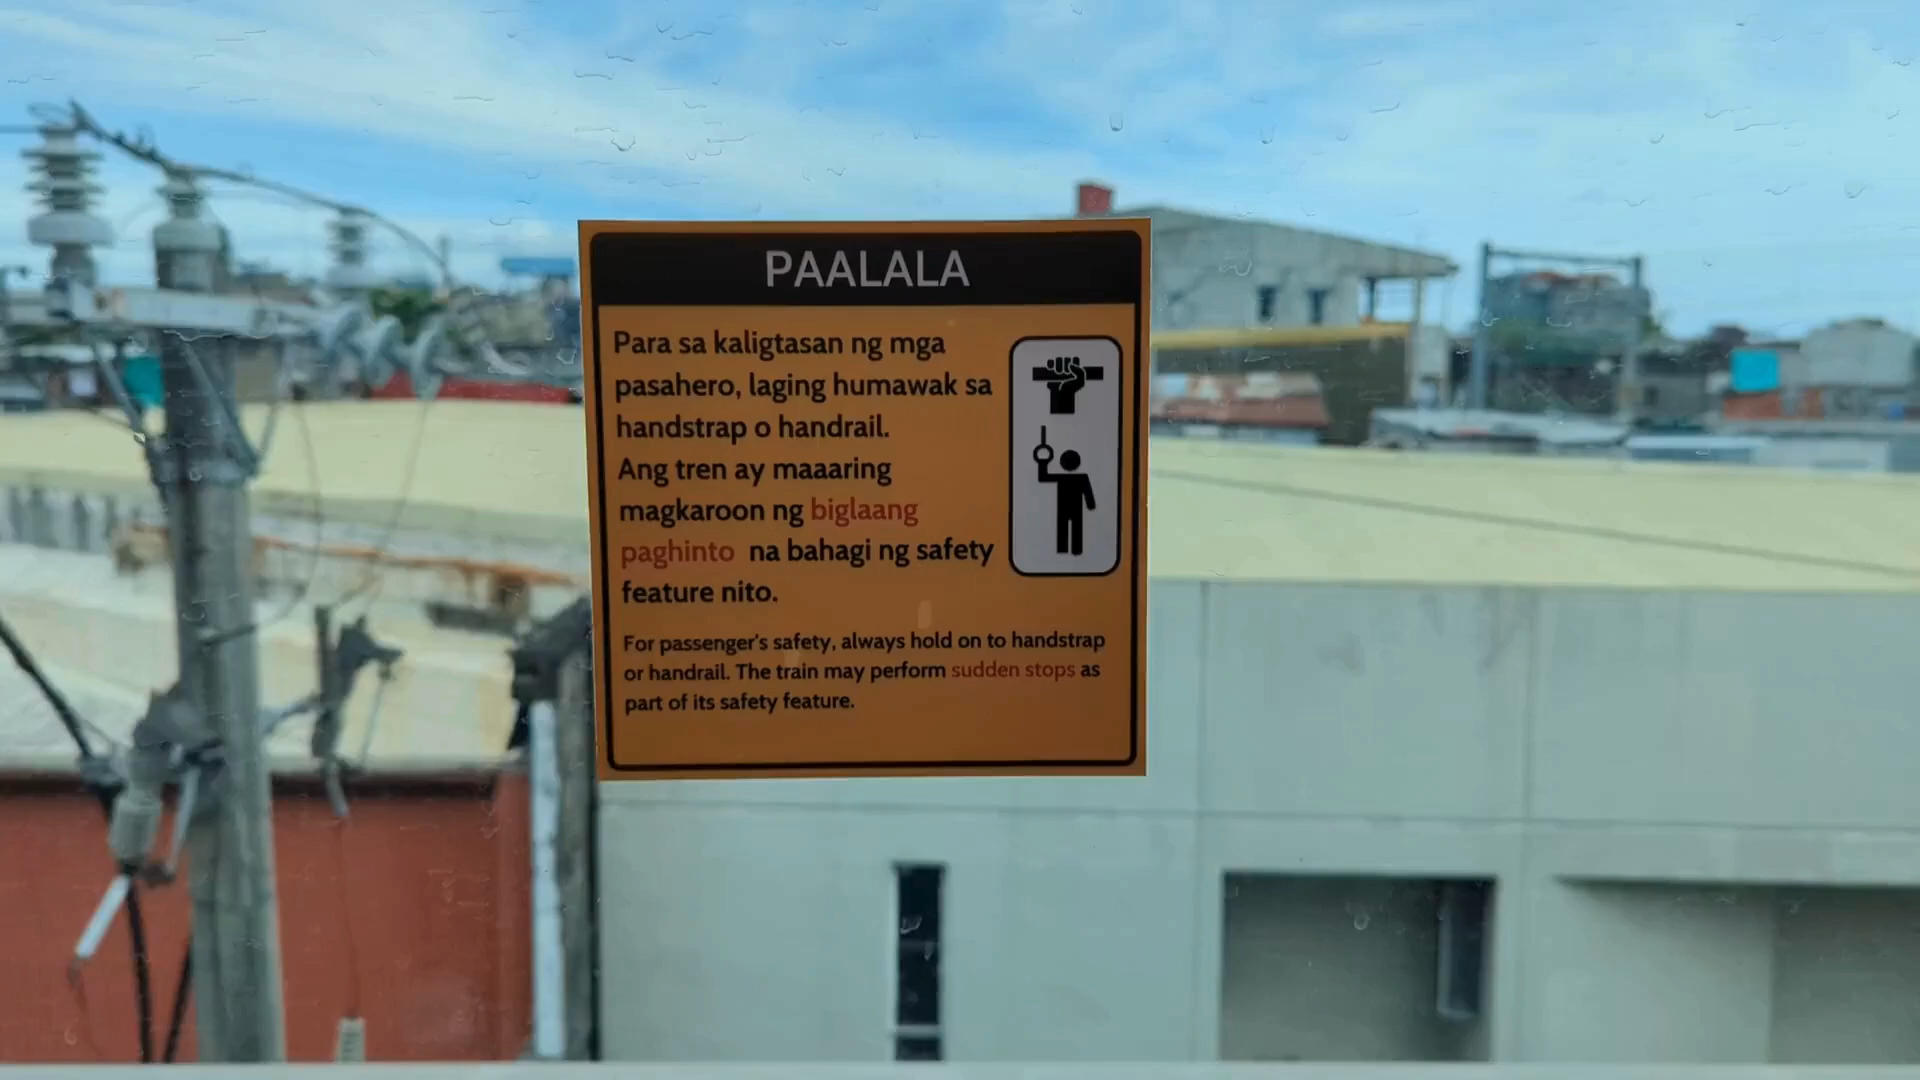 PAALALA
Para sa kaligtasan ng mga
pasahero, laging humawak sa
handstrap o handrail.
Ang tren ay maaaring
magkaroon ng biglaang
paghinto na bahagi ng safety
feature nito.
For passenger's safety, always hold on to handstrap
or handrail. The train may perform sudden stops as
part of its safety feature.